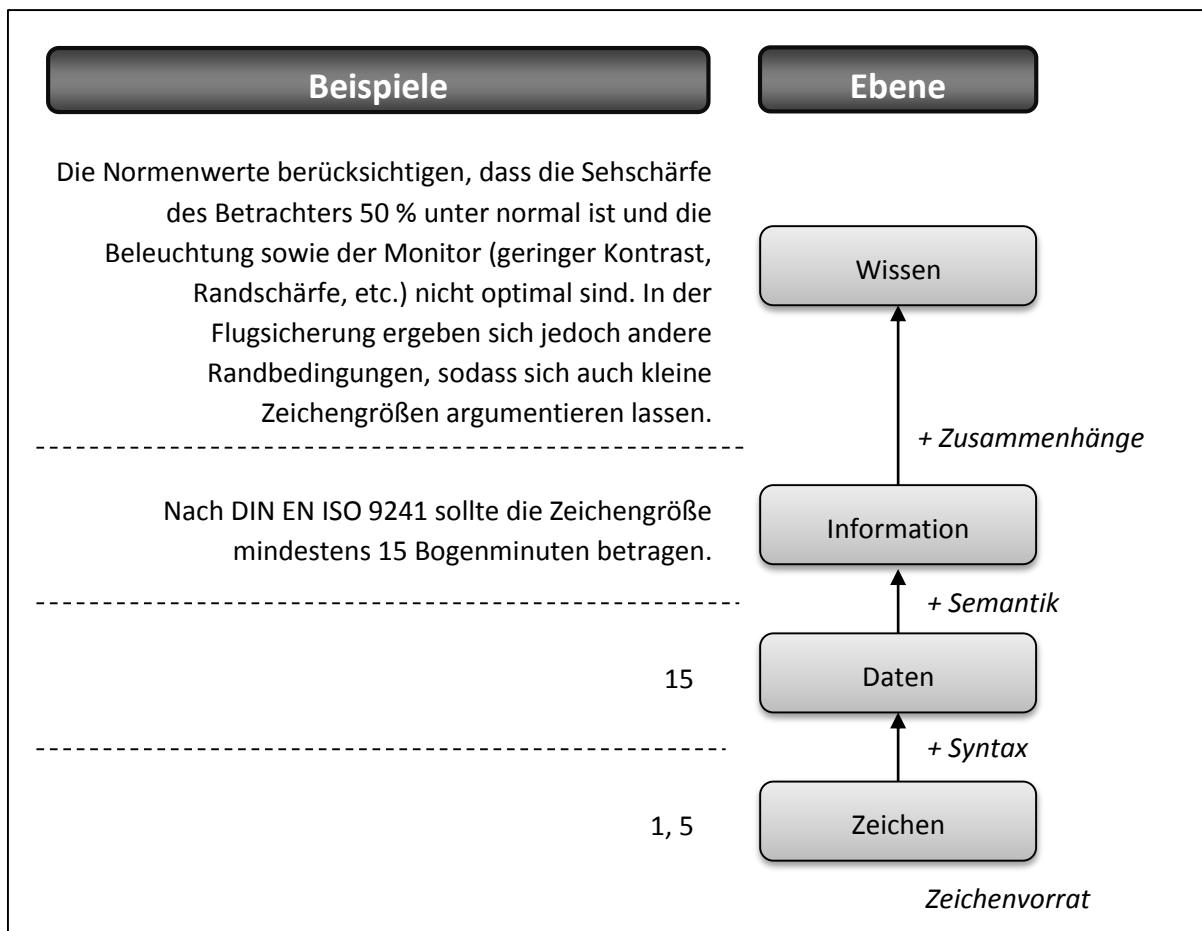 Beispiele
Ebene
Die Normenwerte berücksichtigen, dass die Sehschärfe
des Betrachters 50 % unter normal ist und die
Beleuchtung sowie der Monitor (geringer Kontrast,
Randschärfe, etc.) nicht optimal sind. In der
Flugsicherung ergeben sich jedoch andere
Randbedingungen, sodass sich auch kleine
Zeichengrößen argumentieren lassen.
Wissen
+ Zusammenhänge
Nach DIN EN ISO 9241 sollte die Zeichengröße
mindestens 15 Bogenminuten betragen.
Information
+ Semantik
15
Daten
+ Syntax
1, 5
Zeichen
Zeichenvorrat